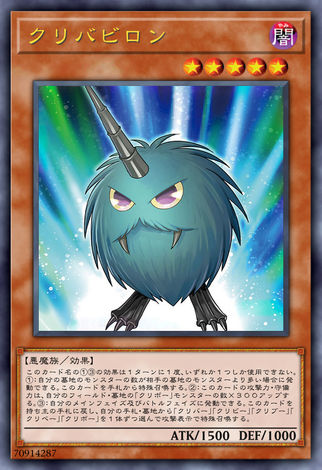 クリバビロン
やみ
闇
【悪魔族／効果】
このカード名の①③の効果は１ターンに１度、いずれか１つしか使用できない。
①：自分の墓地のモンスターの数が相手の墓地のモンスターより多い場合に発
動できる。このカードを手札から特殊召喚する。②：このカードの攻撃力・守備
力は、自分のフィールド・墓地の「クリボー」モンスターの数×３００アップす
る。③：自分のメインフェイズ及びバトルフェイズに発動できる。このカードを
持ち主の手札に戻し、自分の手札・墓地から「クリバー」「クリビー」「クリブー」「ク
リベー」「クリボー」を１体ずつ選んで攻撃表示で特殊召喚する。
ATK/1500 DEF/1000
70914287